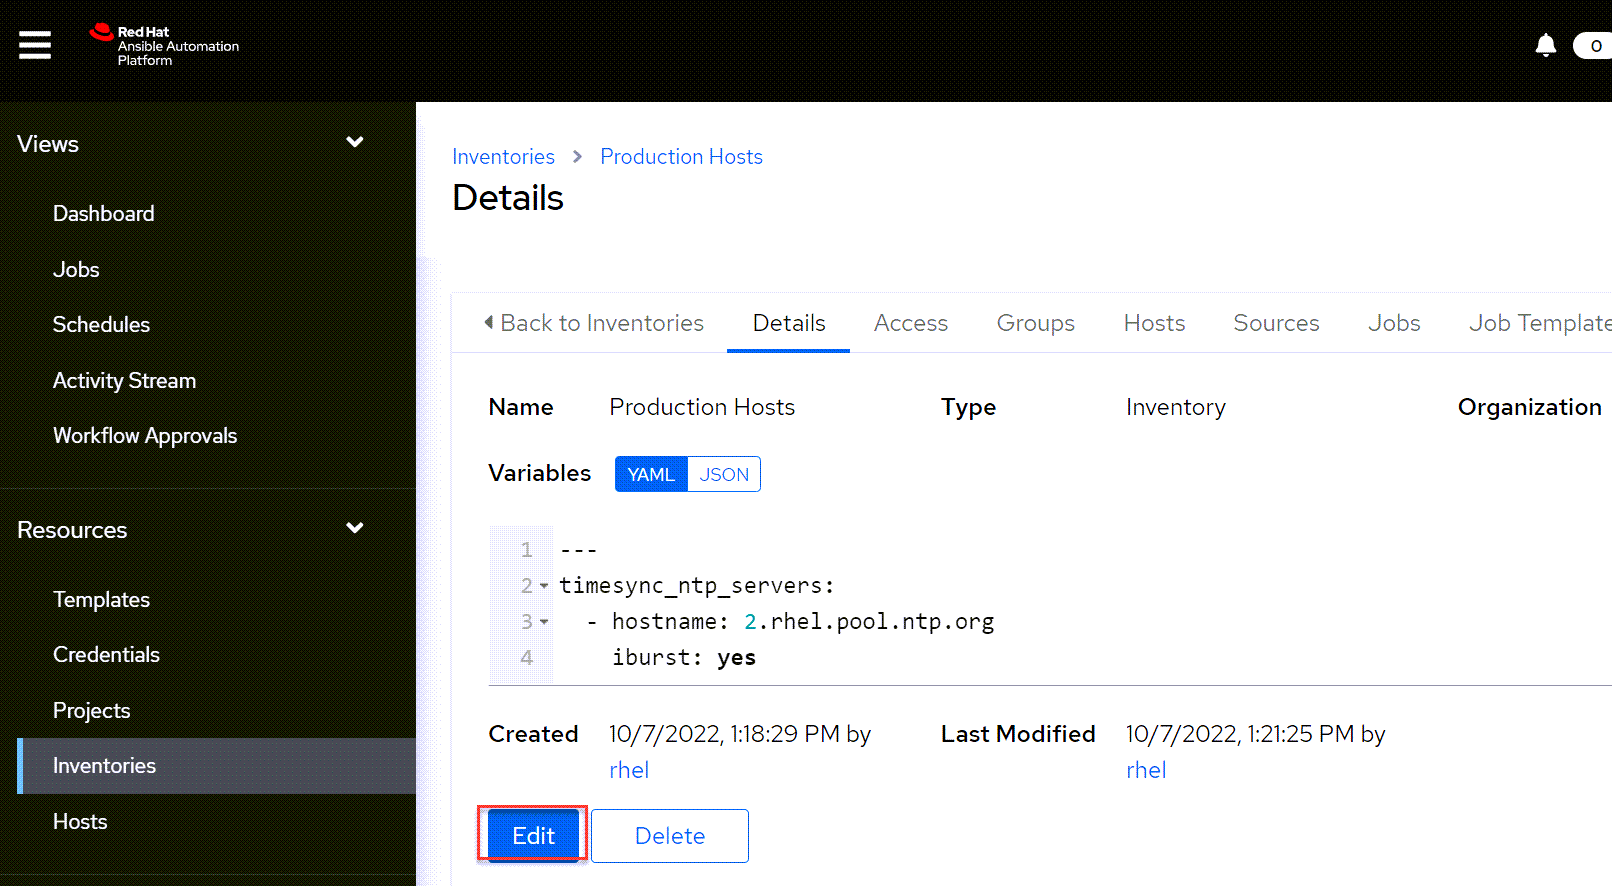 Red Hat
Ansible Automation
Platform
0
Views
Dashboard
Jobs
Schedules
Activity Stream
Workflow Approvals
Resources
Templates
Credentials
Projects
Inventories
Hosts
Inventories > Production Hosts
Details
Back to Inventories Details Access Groups Hosts Sources Jobs Job Template
Name Production Hosts Type Inventory Organization
Variables YAML JSON
1 ---
2 timesync_ntp_servers:
3 - hostname: 2.rhel.pool.ntp.org
4 iburst: yes
Created 10/7/2022, 1:18:29 PM by Last Modified 10/7/2022, 1:21:25 PM by
rhel rhel
Edit Delete